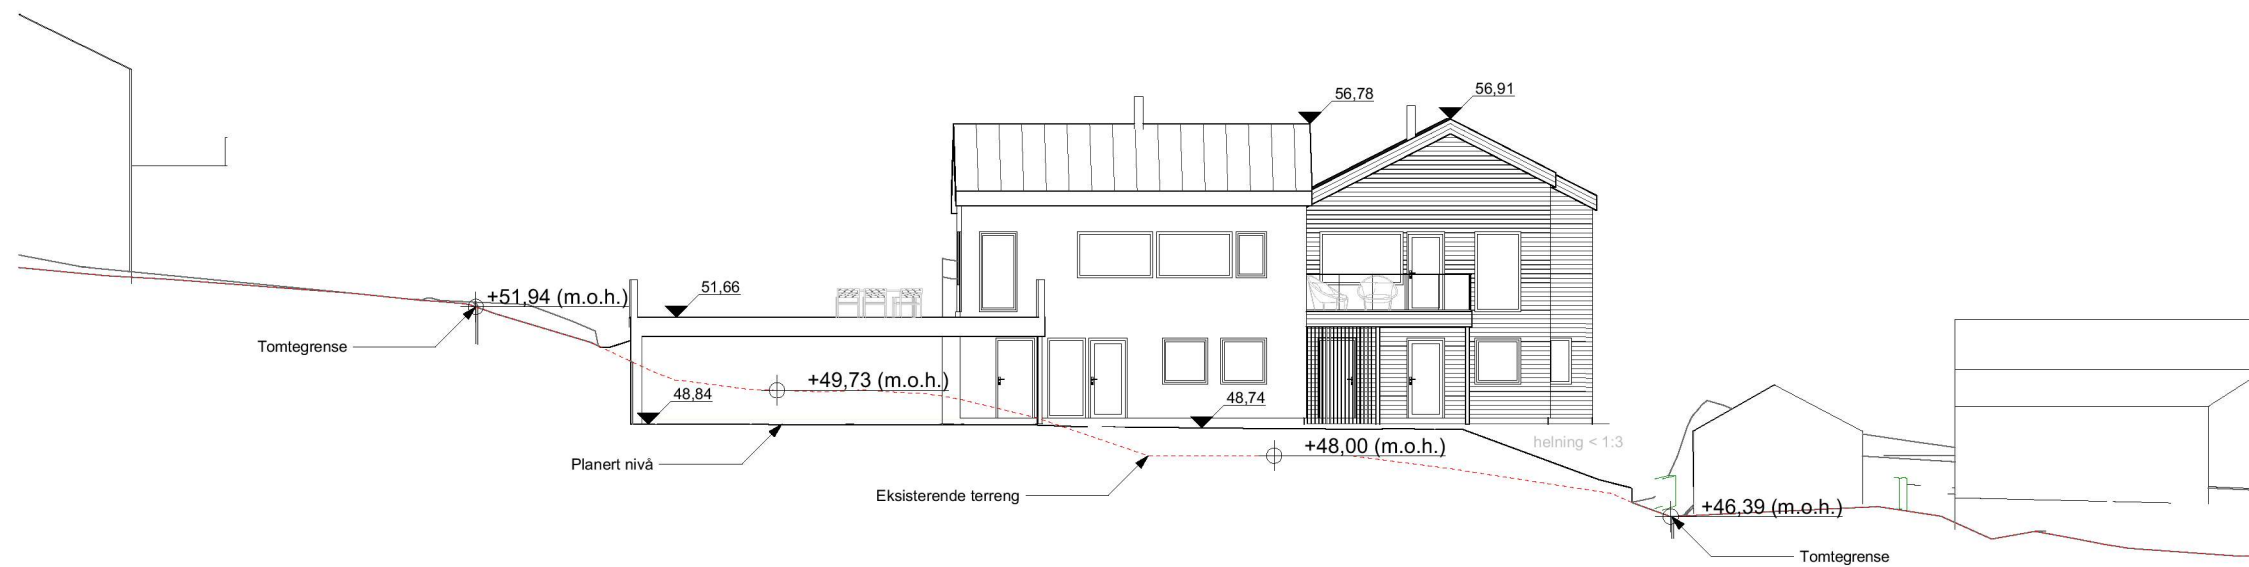 56,78
56,91
+51,94 (m.o.h.)
51,66
Tomtegrense
+49,73 (m.o.h.)
48,84
48,74
helning < 1:3
+48,00 (m.o.h.)
Planert nivå
Eksisterende terreng
+46,39 (m.o.h.)
Tomtegrense